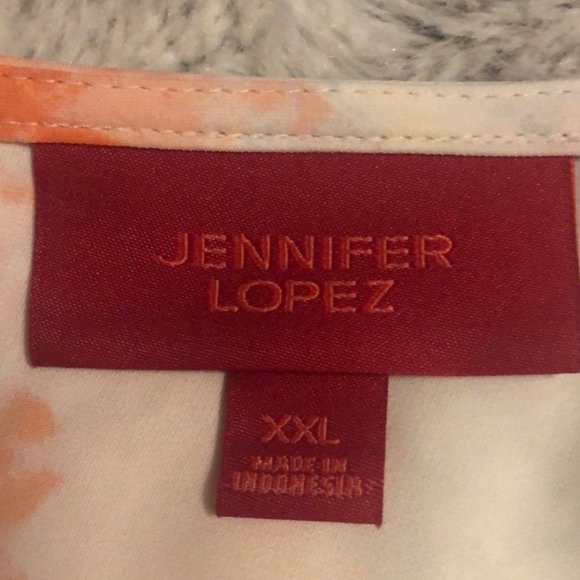 JENNIFER
LOPEZ
XXL
MADE IN
INDONESIA